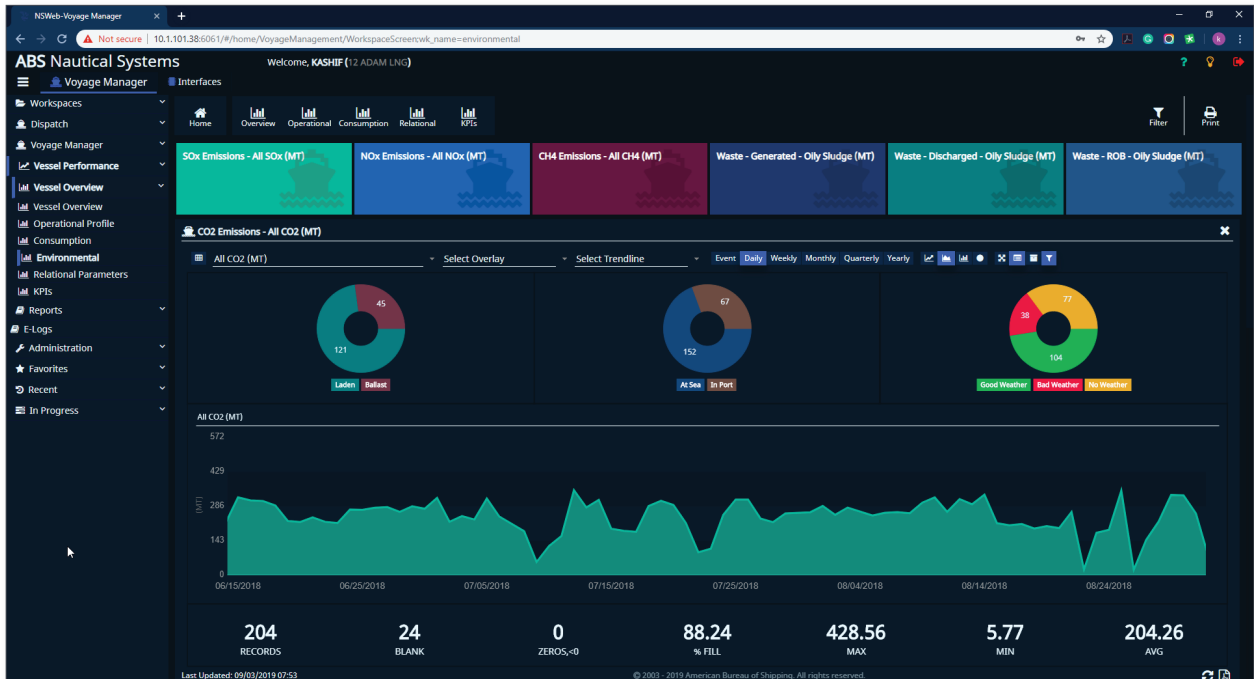 NSWeb-Voyage Manager
Not secure 10.1.101.38:6061/#/home/VoyageManagement/WorkspaceScreen;wk_name=environmental
ABS Nautical Systems Welcome, KASHIF (12 ADAM LNG)
Voyage Manager Interfaces
Workspaces
Dispatch
Voyage Manager
Vessel Performance
Vessel Overview
Vessel Overview
Operational Profile
Consumption
Environmental
Relational Parameters
KPIs
Reports
E-Logs
Administration
Favorites
Recent
In Progress
Home Overview Operational Consumption Relational KPIs Filter Print
SOx Emissions - All SOx (MT) NOx Emissions - All NOx (MT) CH4 Emissions - All CH4 (MT) Waste - Generated - Oily Sludge (MT) Waste - Discharged - Oily Sludge (MT) Waste - ROB - Oily Sludge (MT)
CO2 Emissions - All CO2 (MT)
All CO2 (MT) Select Overlay Select Trendline Event Daily Weekly Monthly Quarterly Yearly
45 67 77
38
121 152 104
Laden Ballast At Sea In Port Good Weather Bad Weather No Weather
All CO2 (MT)
572
429
286
143
0
(MT)
06/15/2018 06/25/2018 07/05/2018 07/15/2018 07/25/2018 08/04/2018 08/14/2018 08/24/2018
204 24 0 88.24 428.56 5.77 204.26
RECORDS BLANK ZEROS,<0 % FILL MAX MIN AVG
Last Updated: 09/03/2019 07:53 © 2003 - 2019 American Bureau of Shipping. All rights reserved.